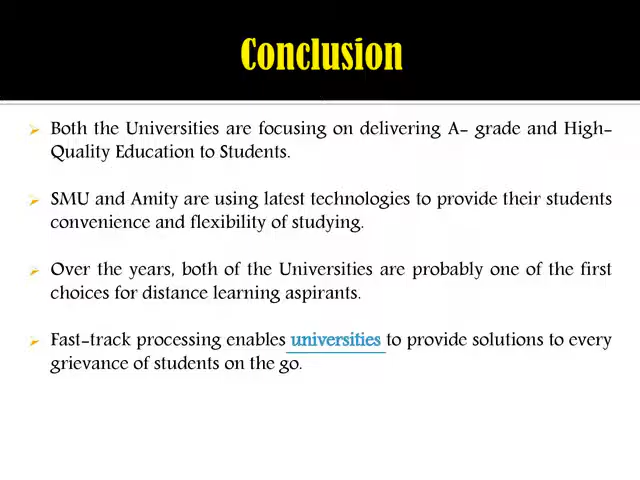 Conclusion
Both the Universities are focusing on delivering A- grade and High-
Quality Education to Students.
SMU and Amity are using latest technologies to provide their students
convenience and flexibility of studying.
Over the years, both of the Universities are probably one of the first
choices for distance learning aspirants.
Fast-track processing enables universities to provide solutions to every
grievance of students on the go.